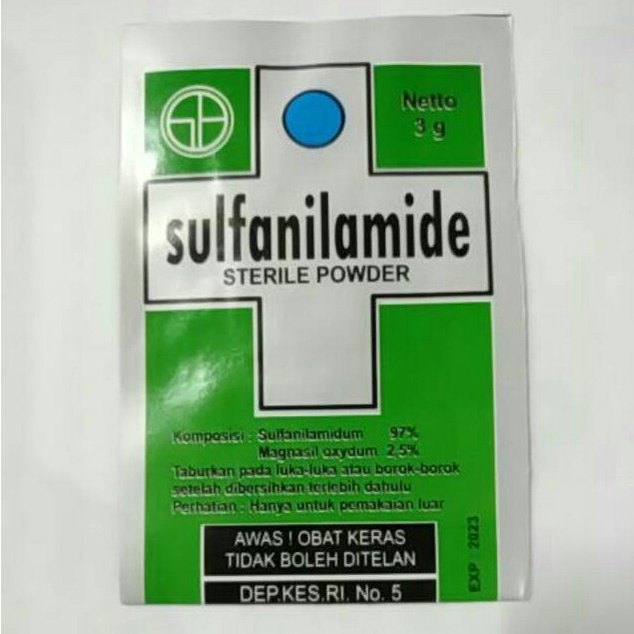 Netto
3 g
sulfanilamide
STERILE POWDER
Komposisi : Sulfanilamidum 97%
Magnasil oxydum 2,5%
Taburkan pada luka-luka atau borok-borok
setelah dibersihkan terlebih dahulu
Perhatian : Hanya untuk pemakaian luar
AWAS ! OBAT KERAS
TIDAK BOLEH DITELAN
DEP.KES.RI. No. 5
EXP : 2023